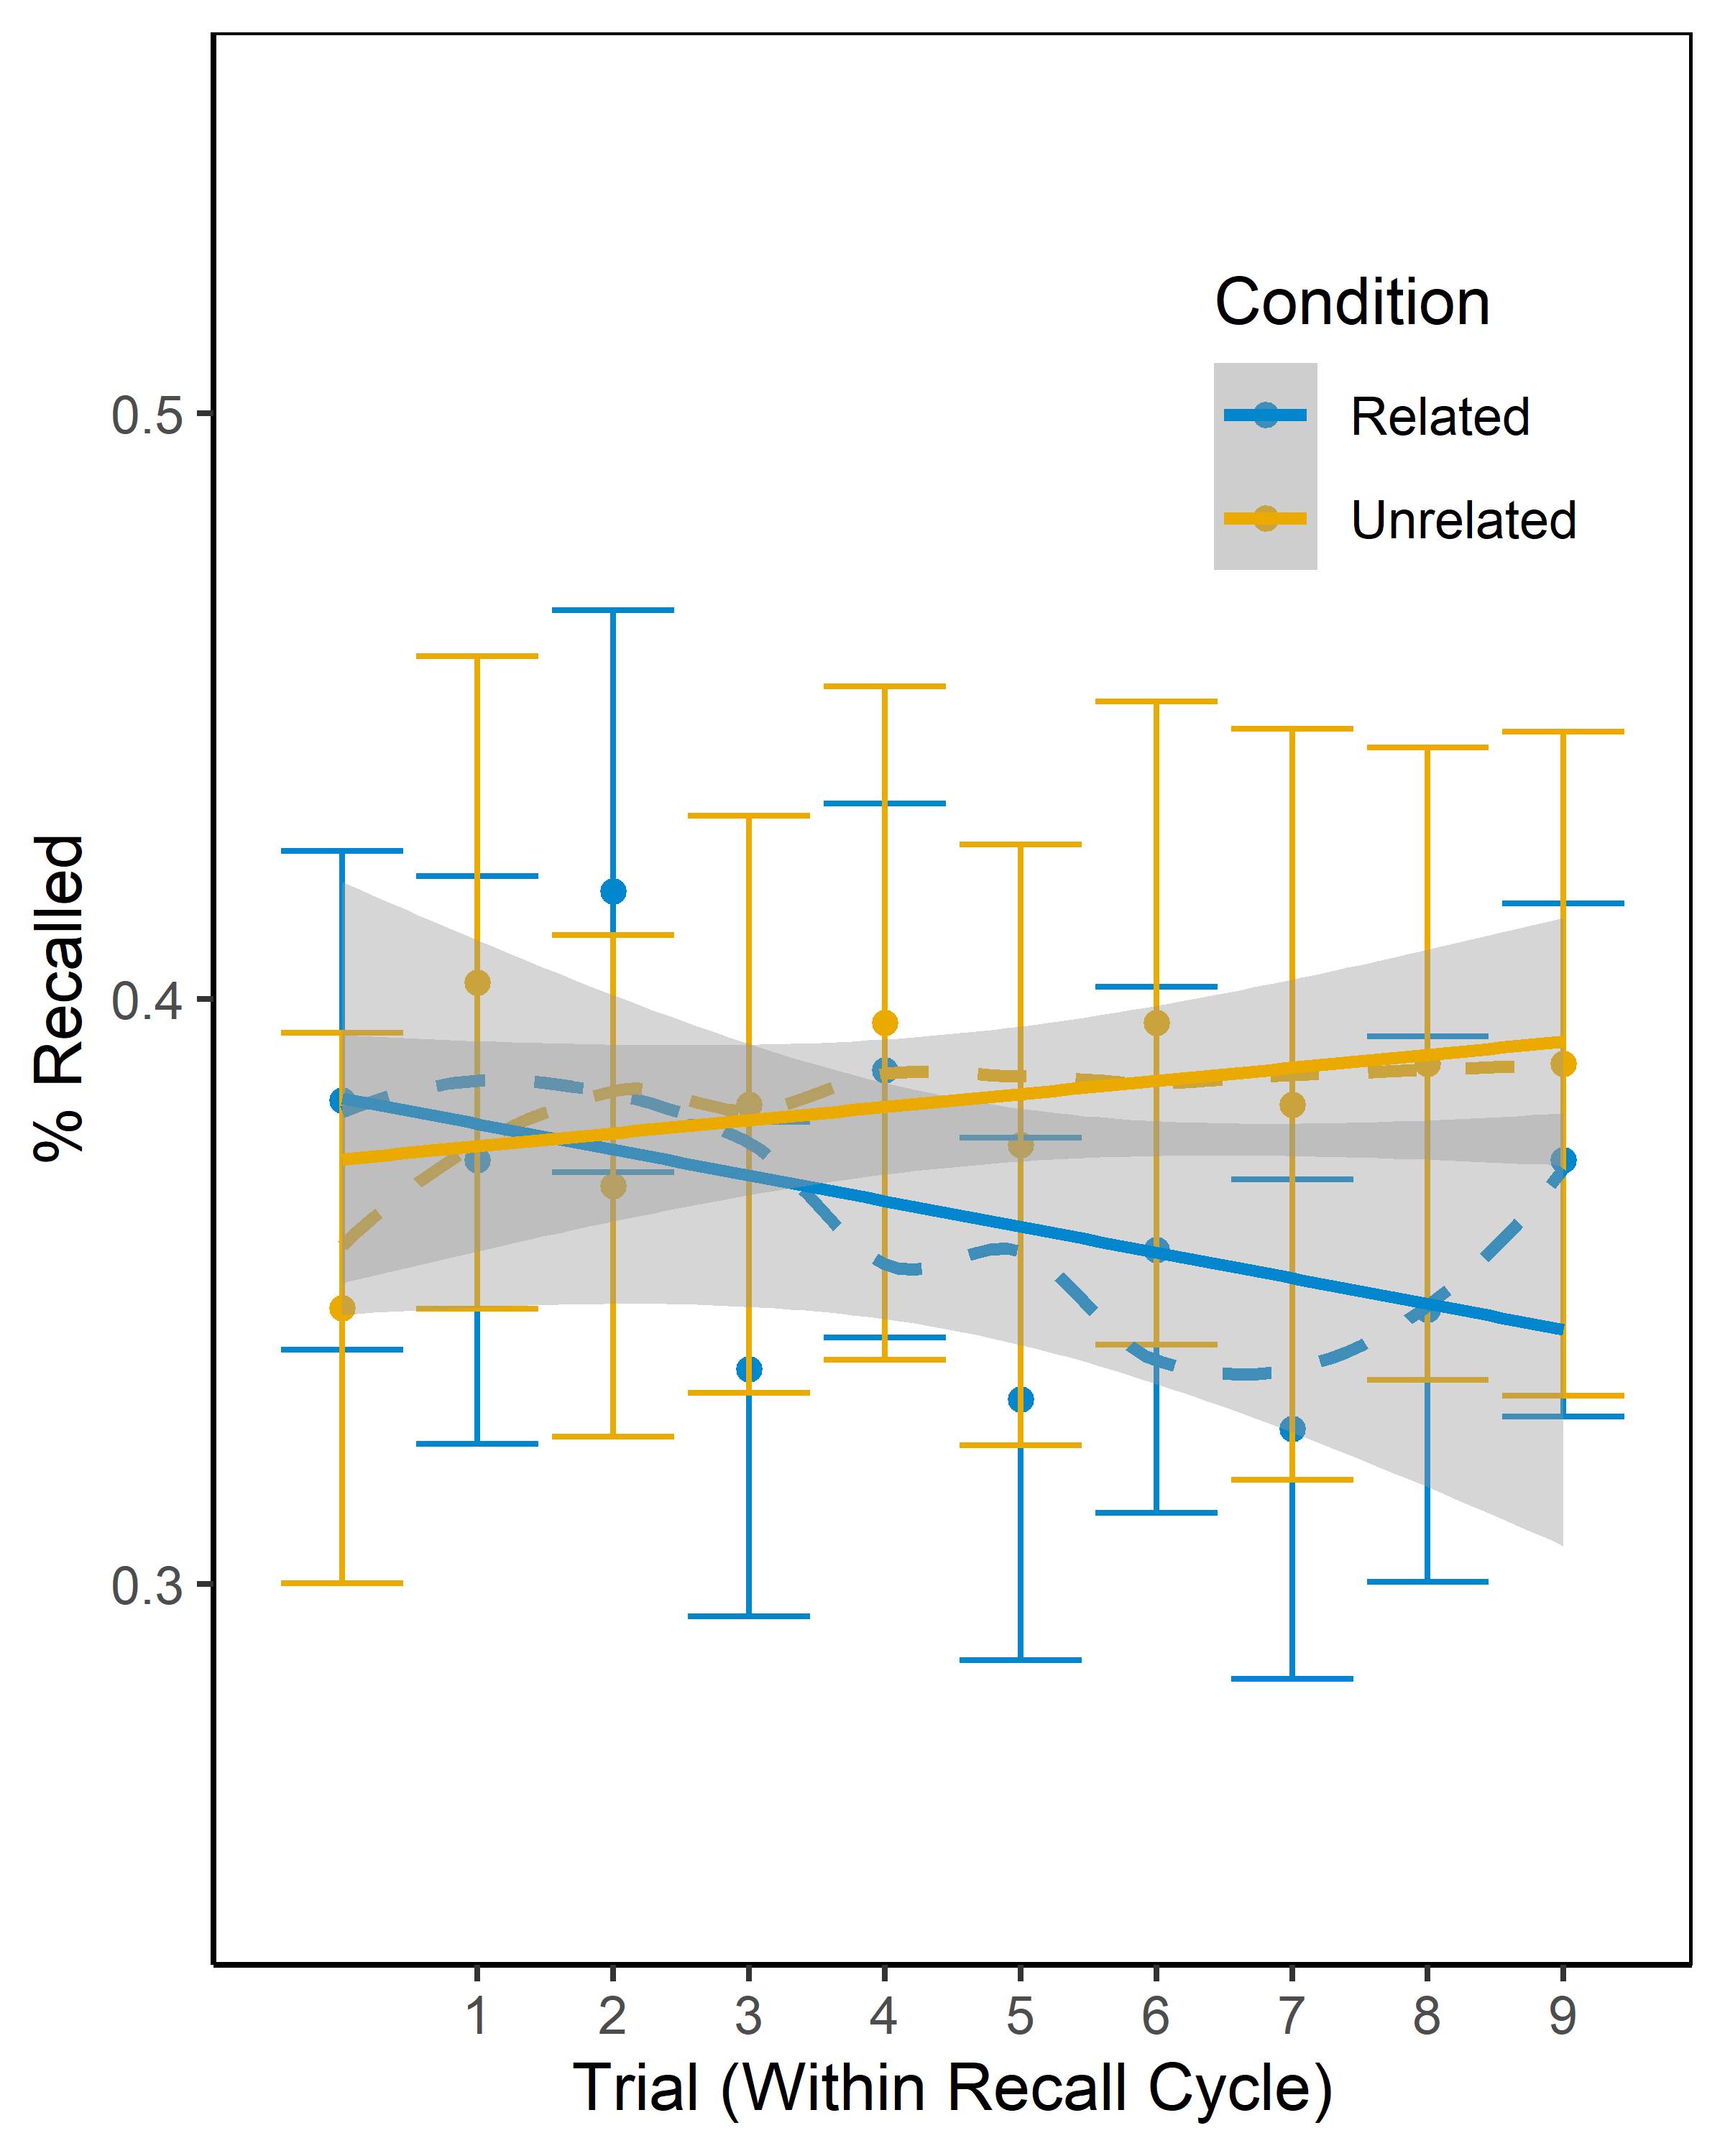 Condition
Related
Unrelated
% Recalled
0.5
0.4
0.3
1 2 3 4 5 6 7 8 9
Trial (Within Recall Cycle)